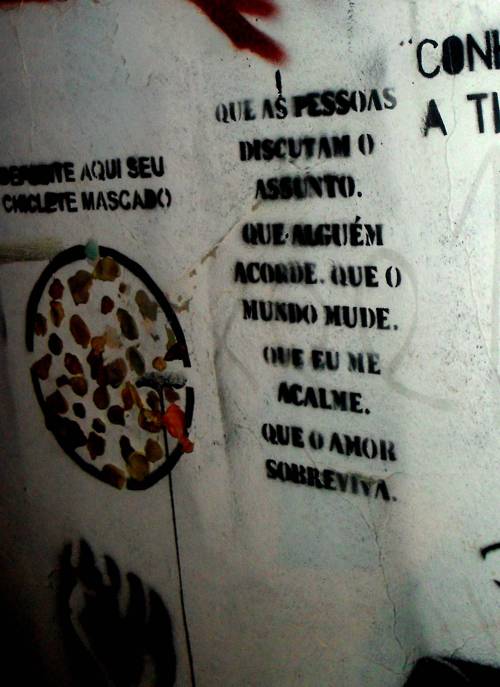 DEPOSITE AQUI SEU
CHICLETE MASCADO
QUE AS PESSOAS
DISCUTAM O
ASSUNTO.
QUE ALGUÉM
ACORDE. QUE O
MUNDO MUDE.
QUE EU ME
ACALME.
QUE O AMOR
SOBREVIVA.
A